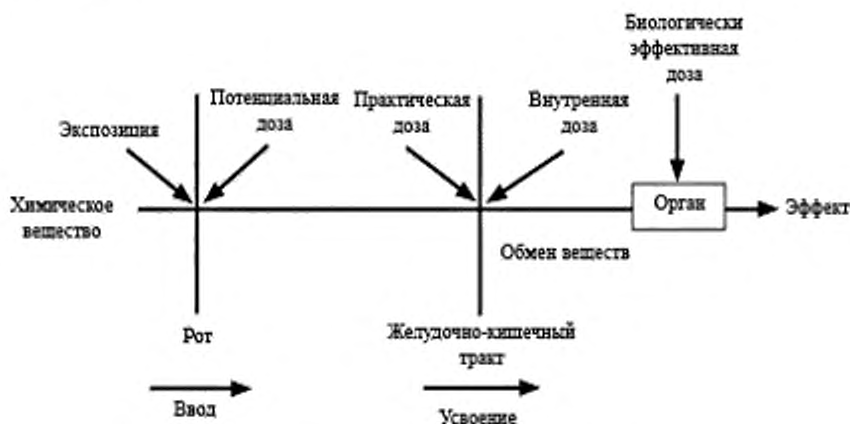 Биологически
эффективная
доза
Потенциальная
доза
Практическая
доза
Внутренная
доза
Экспозиция
Химическое
вещество
Орган
Эффект
Обмен веществ
Рот
Желудочно-кишечный
тракт
Ввод
Усвоение